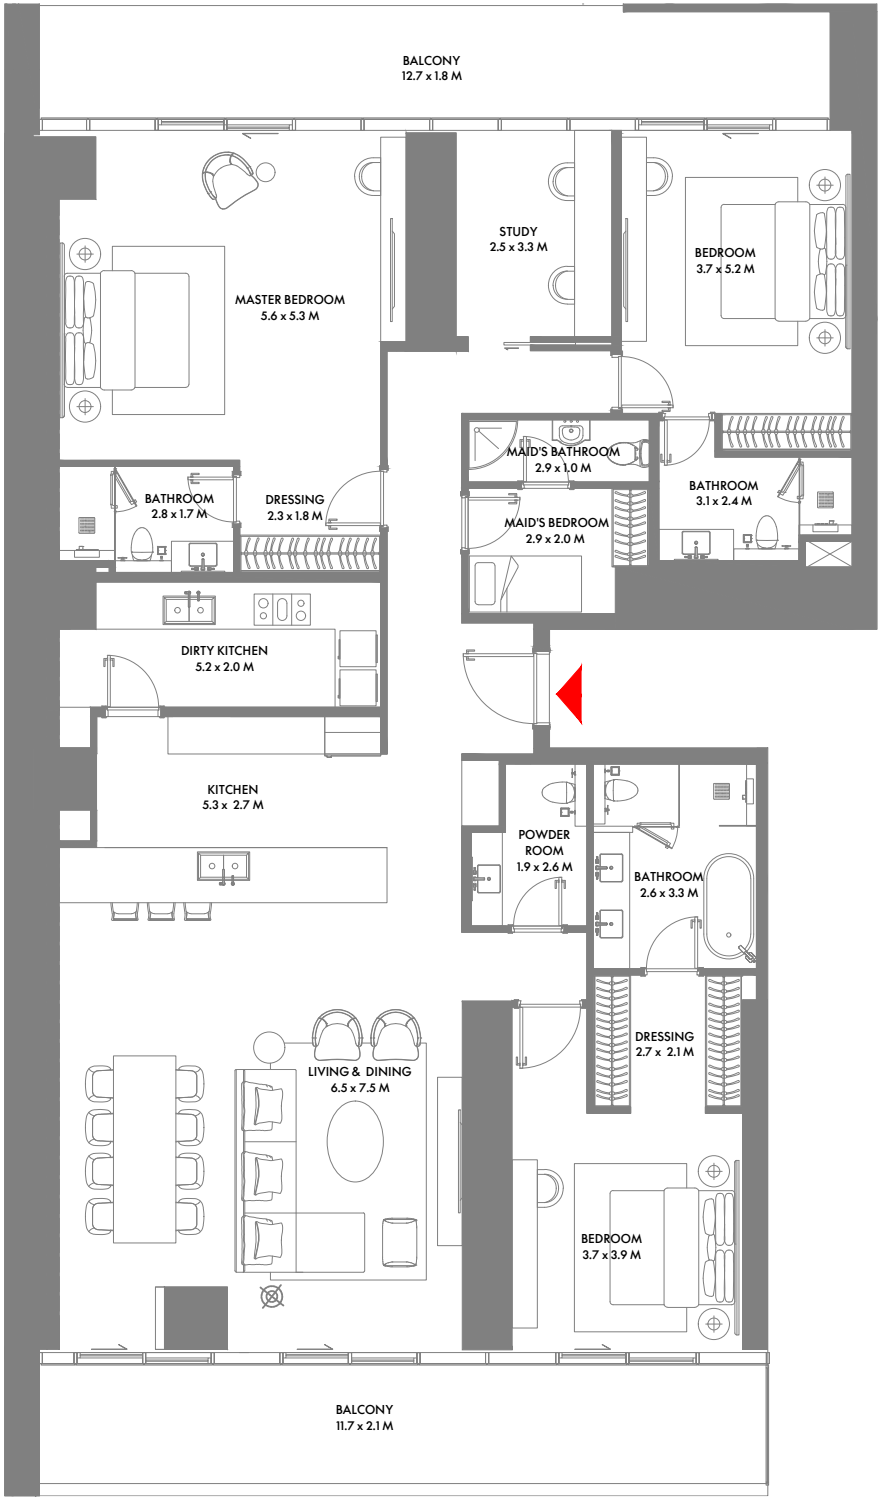 BALCONY
12.7 x 1.8 M
STUDY
2.5 x 3.3 M
BEDROOM
3.7 x 5.2 M
MASTER BEDROOM
5.6 x 5.3 M
MAID'S BATHROOM
2.9 x 1.0 M
BATHROOM
2.8 x 1.7 M
DRESSING
2.3 x 1.8 M
MAID'S BEDROOM
2.9 x 2.0 M
BATHROOM
3.1 x 2.4 M
DIRTY KITCHEN
5.2 x 2.0 M
KITCHEN
5.3 x 2.7 M
POWDER
ROOM
1.9 x 2.6 M
BATHROOM
2.6 x 3.3 M
DRESSING
2.7 x 2.1 M
LIVING & DINING
6.5 x 7.5 M
BEDROOM
3.7 x 3.9 M
BALCONY
11.7 x 2.1 M